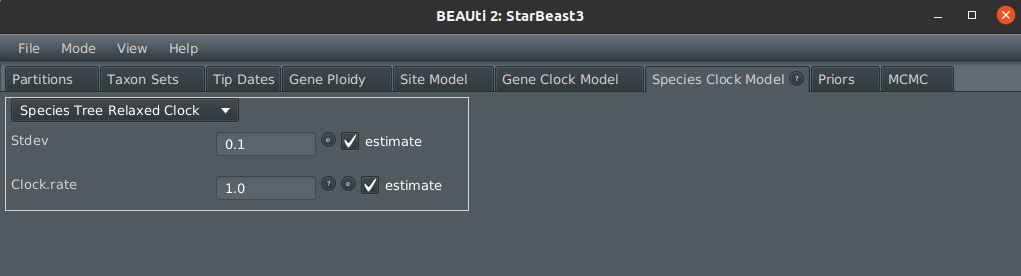 BEAUti 2: StarBeast3
File Mode View Help
Partitions Taxon Sets Tip Dates Gene Ploidy Site Model Gene Clock Model Species Clock Model ? Priors MCMC
Species Tree Relaxed Clock
Stdev 0.1 e estimate
Clock.rate 1.0 ? e estimate